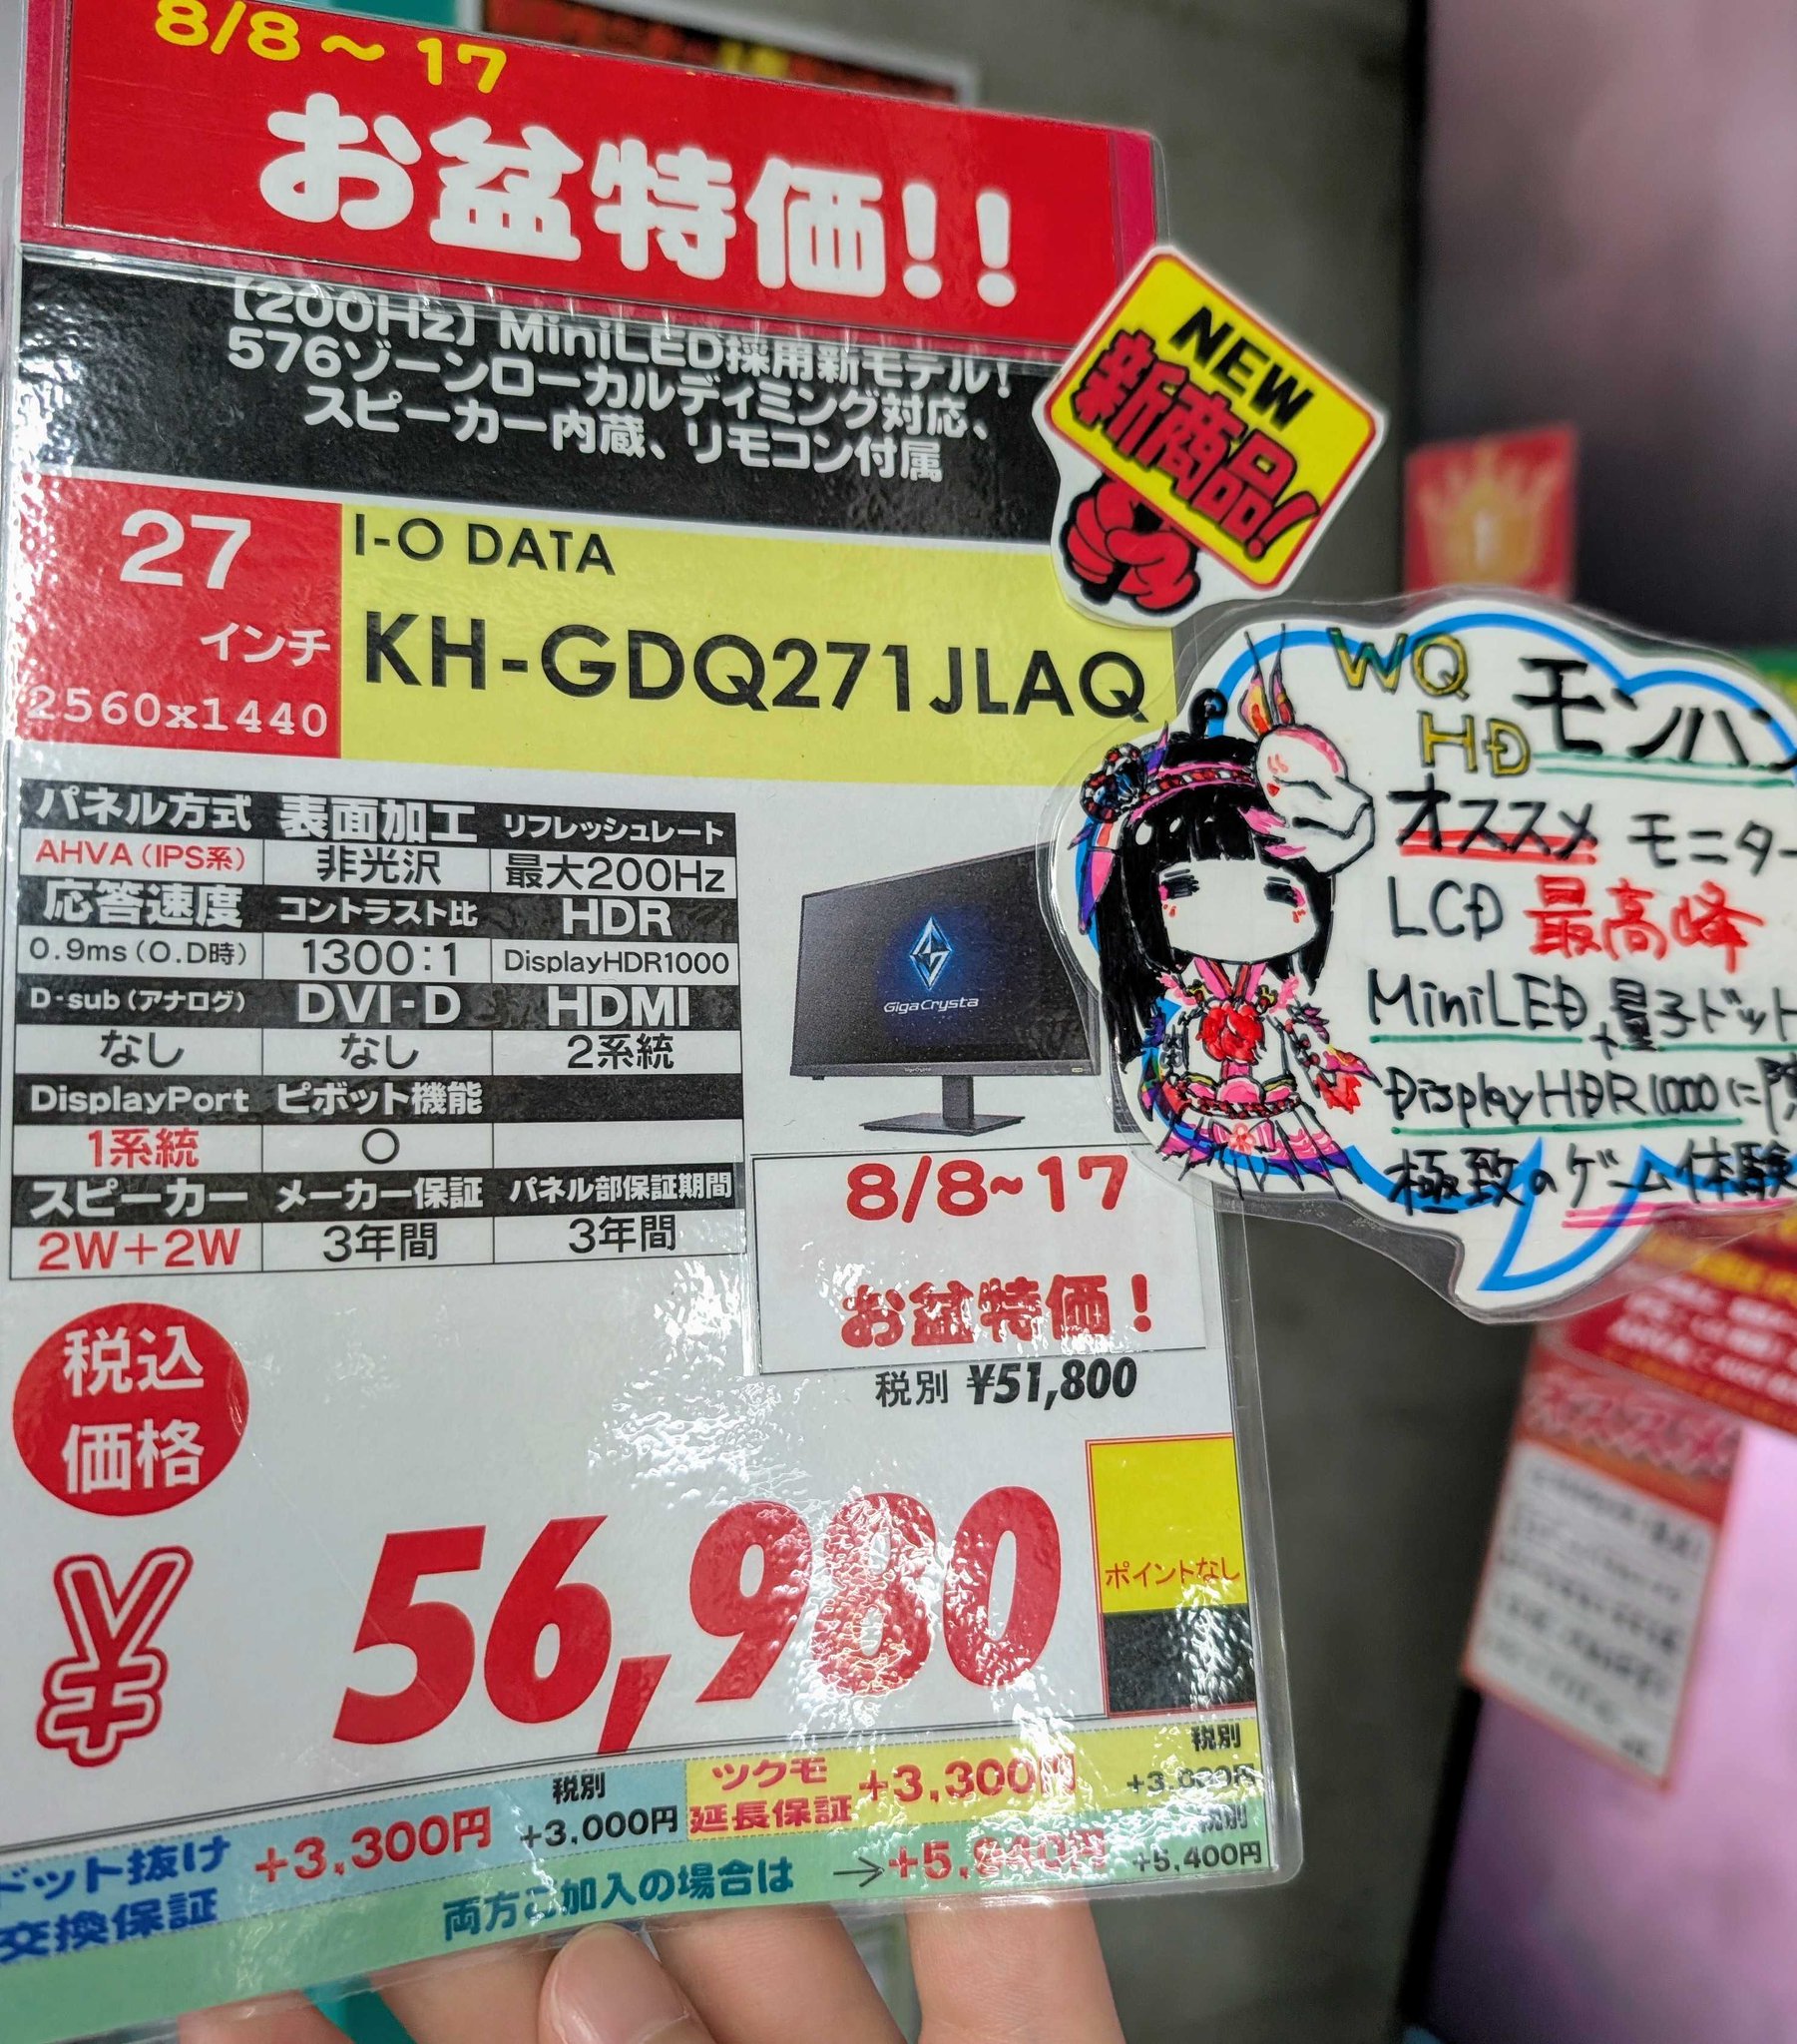 8/8～17
お盆特価!!
【200Hz】MiniLED採用新モデル!
576ゾーンローカルディミング対応、
スピーカー内蔵、リモコン付属
NEW
新商品!
27
インチ
2560x1440
I-O DATA
KH-GDQ271JLAQ
WQ
HD
モンハン
オススメ モニター
LCD 最高峰
MiniLED+量子ドット
DisplayHDR1000に
極致のゲーム体験
パネル方式 表面加工 リフレッシュレート
AHVA(IPS系) 非光沢 最大200Hz
応答速度 コントラスト比 HDR
0.9ms(O.D時) 1300:1 DisplayHDR1000
D-sub(アナログ) DVI-D HDMI
なし なし 2系統
DisplayPort ピボット機能
1系統 ○
スピーカー メーカー保証 パネル部保証期間
2W+2W 3年間 3年間
GigaCrysta
8/8~17
お盆特価!
税別 ¥51,800
税込
価格
¥56,980
ポイントなし
ドット抜け
交換保証
+3,300円
税別
+3,000円
ツクモ
延長保証
+3,300円
税別
+3,000円
両方ご加入の場合は
→+5,940円
税別
+5,400円